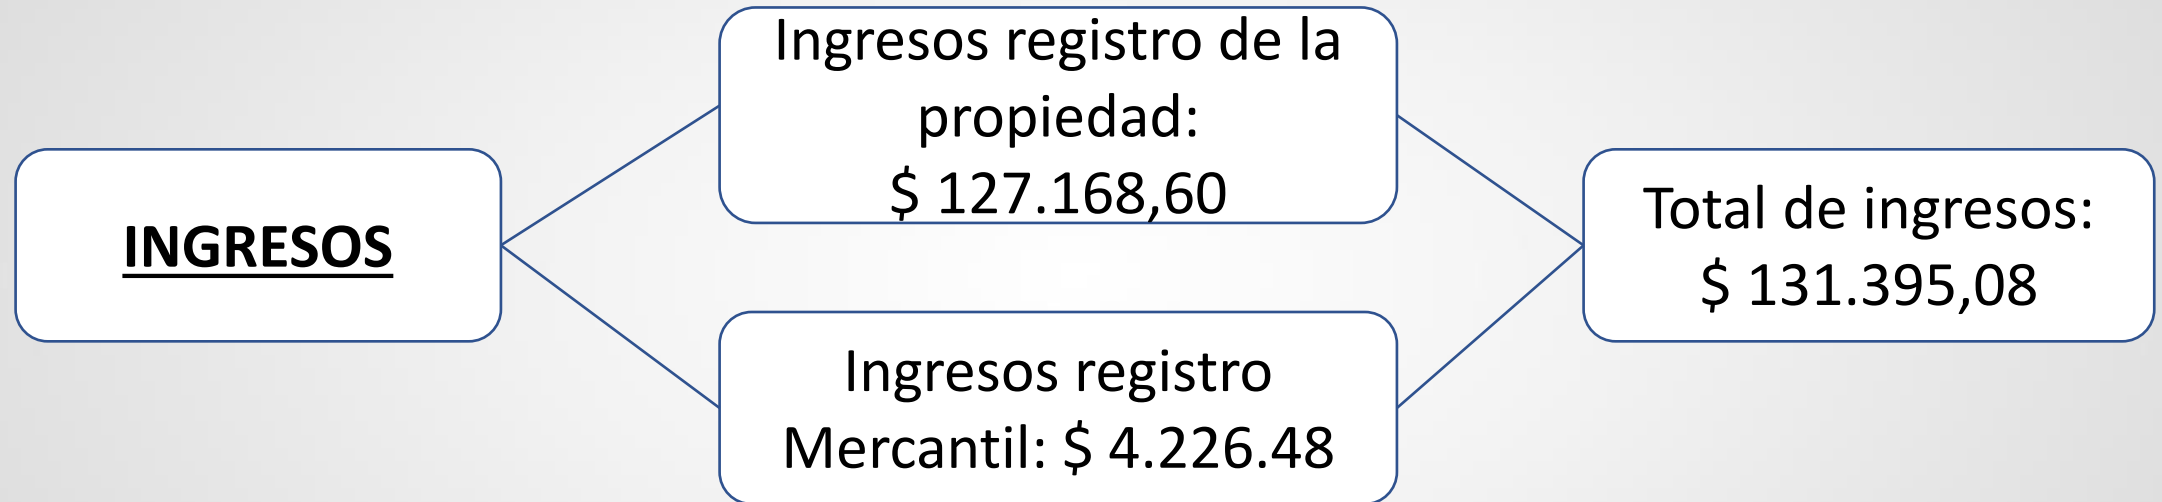 INGRESOS
Ingresos registro de la
propiedad:
$ 127.168,60
Ingresos registro
Mercantil: $ 4.226.48
Total de ingresos:
$ 131.395,08